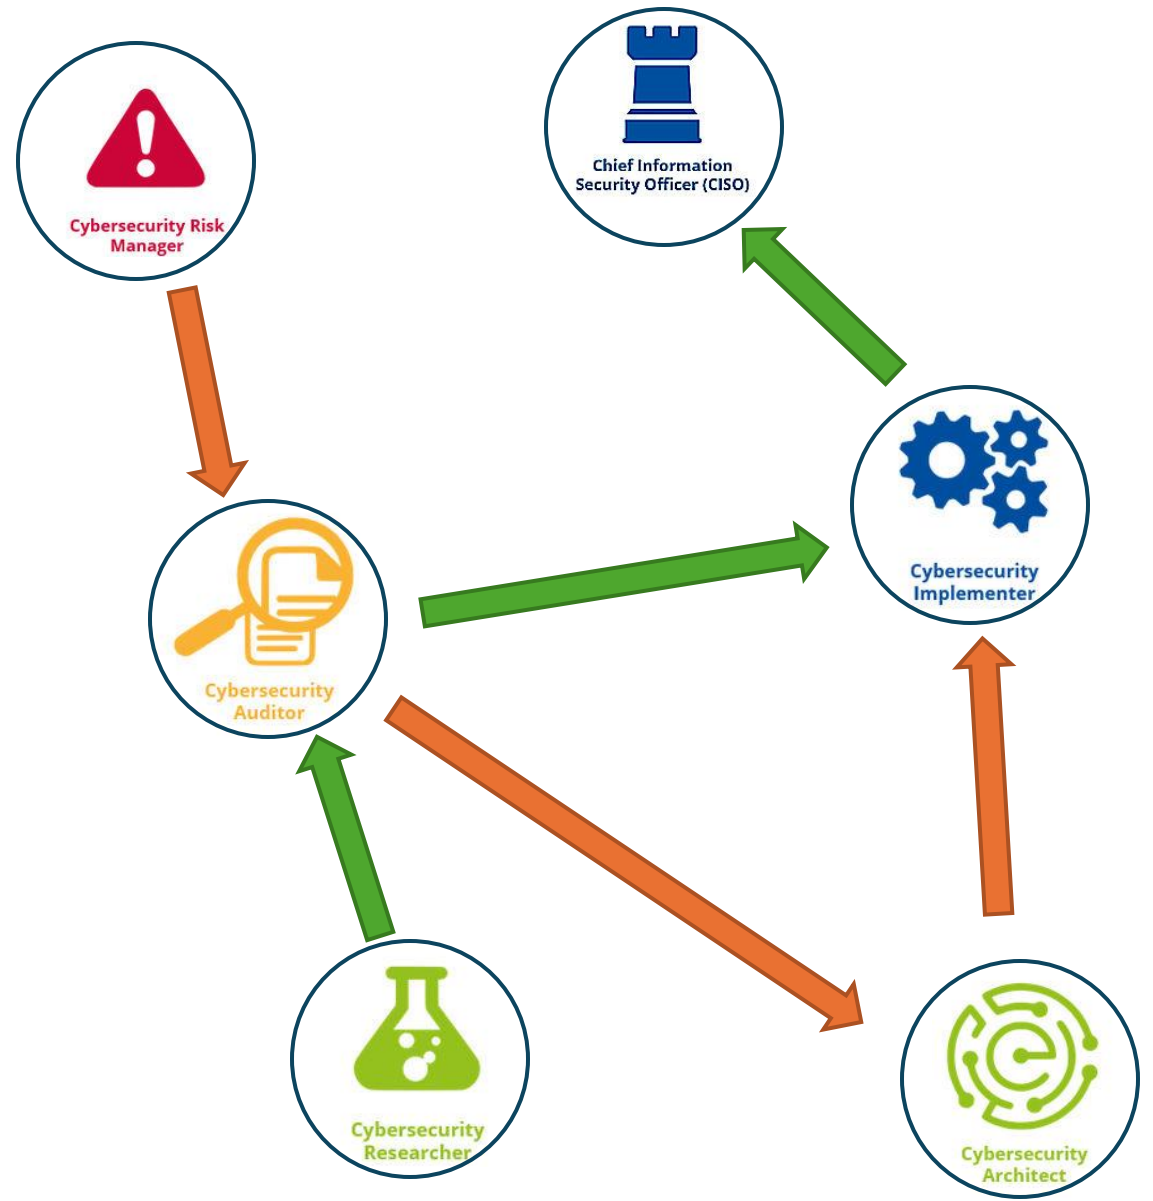 Cybersecurity Risk
Manager
Chief Information
Security Officer (CISO)
Cybersecurity
Implementer
Cybersecurity
Auditor
Cybersecurity
Researcher
Cybersecurity
Architect